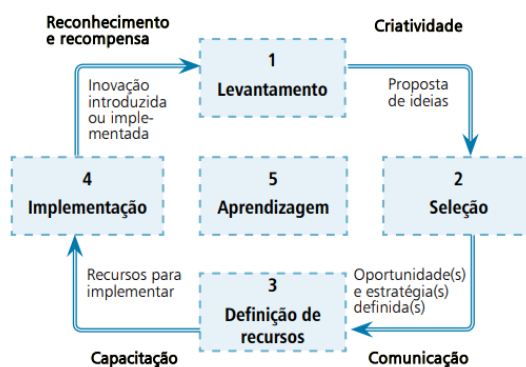 Reconhecimento
e recompensa
Criatividade
1
Levantamento
Inovação
introduzida
ou imple-
mentada
Proposta
de ideias
4
Implementação
5
Aprendizagem
2
Seleção
Recursos para
implementar
3
Definição de
recursos
Oportunidade(s)
e estratégia(s)
definida(s)
Capacitação
Comunicação